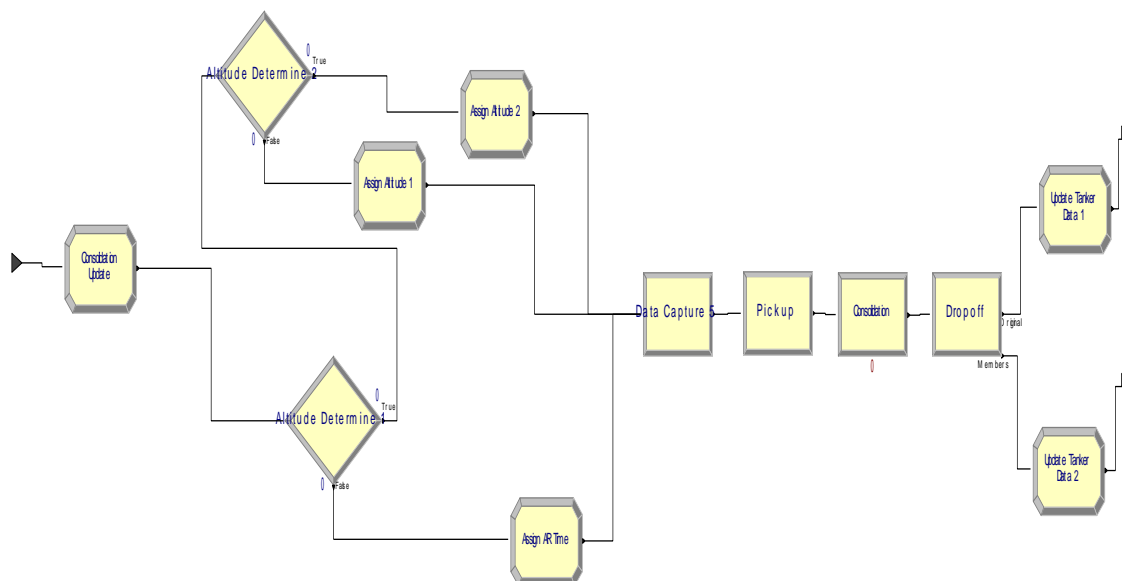 0
True
Altitude Determine 2
0
False
Assign Altitude 2
Assign Altitude 1
Update Tanker
Data 1
Consolidation
Update
Data Capture 5
Pickup
Consolidation
0
Dropoff
Original
Members
0
True
Altitude Determine 1
0
False
Update Tanker
Data 2
Assign AR Time